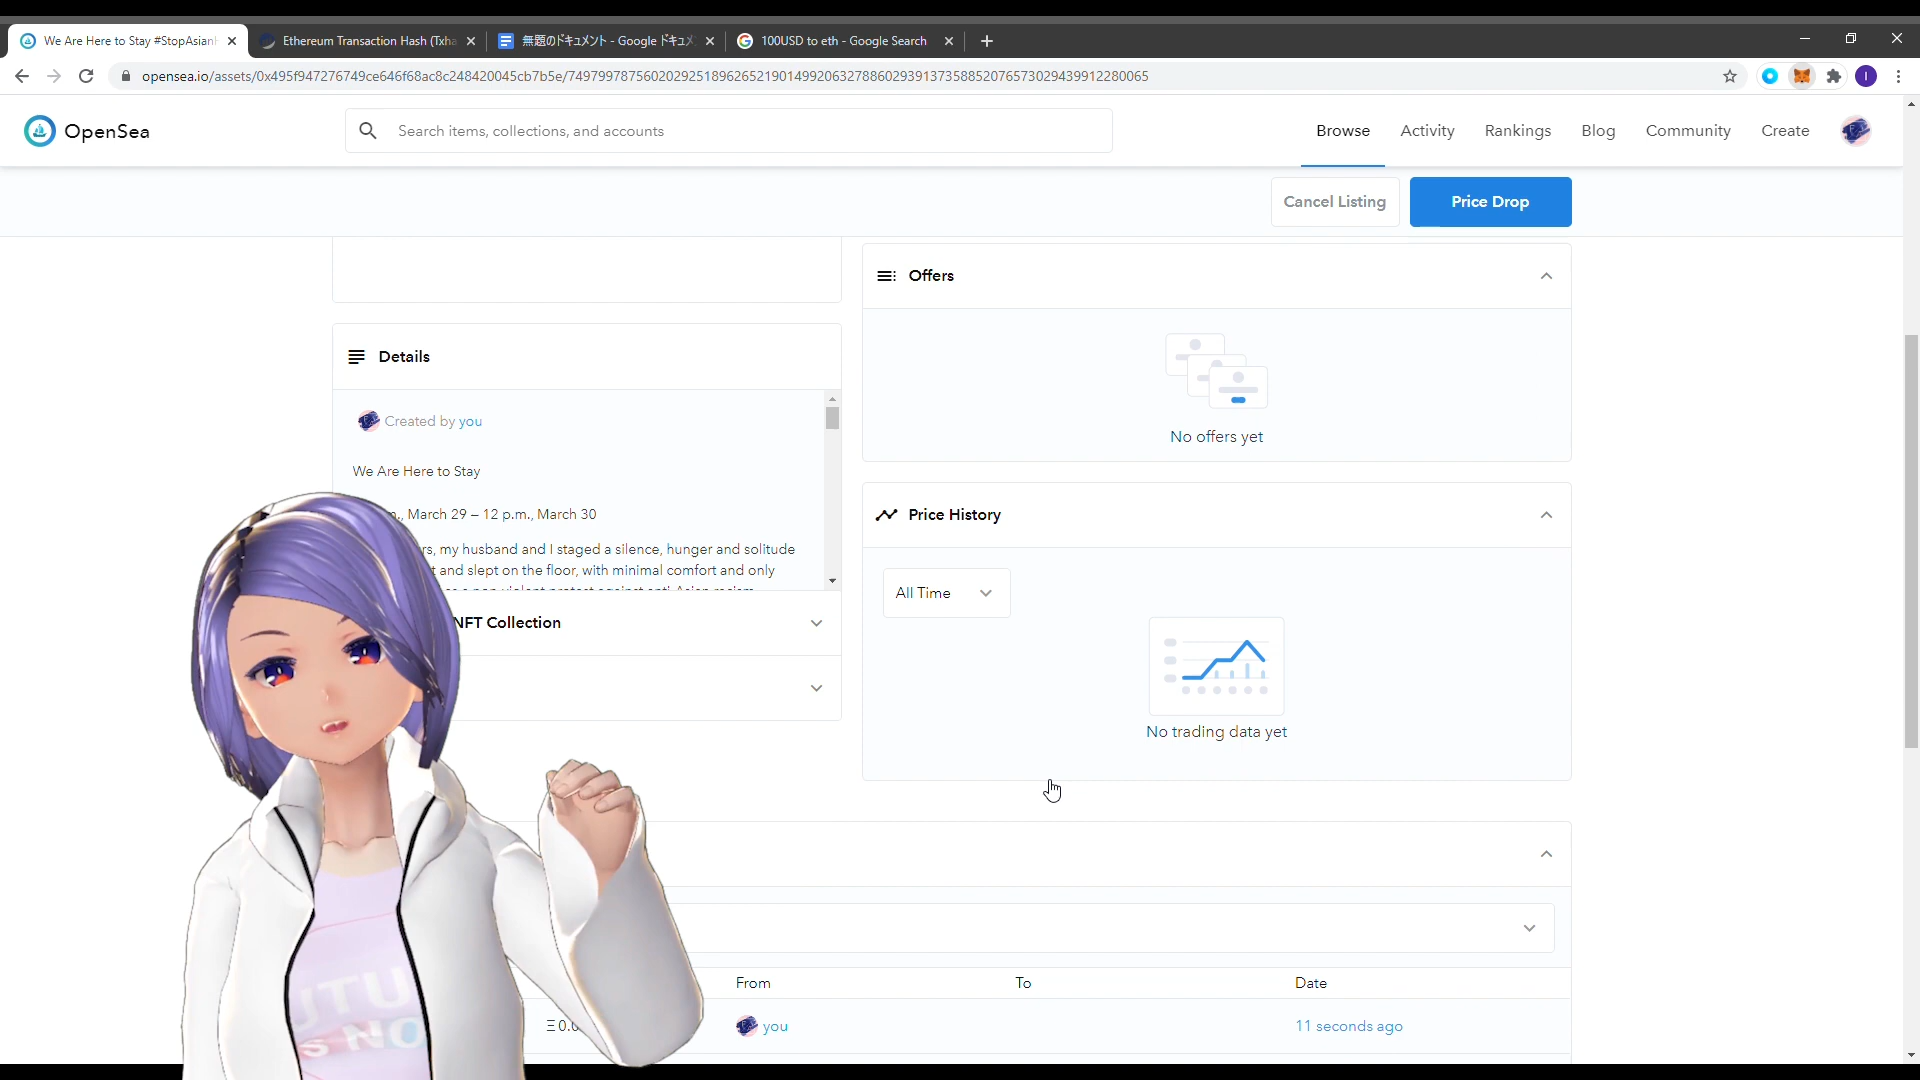 We Are Here to Stay #StopAsianH
Ethereum Transaction Hash (Txha
無題のドキュメント - Google ドキュメ
100USD to eth - Google Search
opensea.io/assets/0x495f947276749ce646f68ac8c248420045cb7b5e/74979978756020292518962652190149920632788602939137358852076573029439912280065
I
OpenSea
Search items, collections, and accounts
Browse
Activity
Rankings
Blog
Community
Create
Cancel Listing
Price Drop
Offers
No offers yet
Details
Created by you
We Are Here to Stay
March 29 – 12 p.m., March 30
my husband and I staged a silence, hunger and solitude
and slept on the floor, with minimal comfort and only
NFT Collection
Price History
All Time
No trading data yet
From
To
Date
you
11 seconds ago